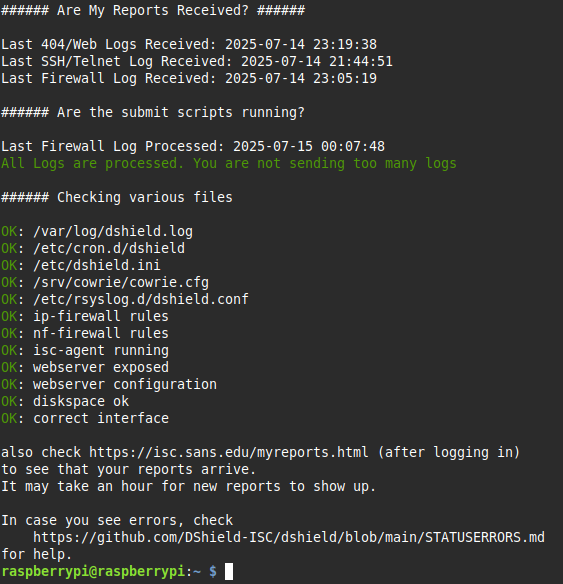 ###### Are My Reports Received? ######
Last 404/Web Logs Received: 2025-07-14 23:19:38
Last SSH/Telnet Log Received: 2025-07-14 21:44:51
Last Firewall Log Received: 2025-07-14 23:05:19
###### Are the submit scripts running?
Last Firewall Log Processed: 2025-07-15 00:07:48
All Logs are processed. You are not sending too many logs
###### Checking various files
OK: /var/log/dshield.log
OK: /etc/cron.d/dshield
OK: /etc/dshield.ini
OK: /srv/cowrie/cowrie.cfg
OK: /etc/rsyslog.d/dshield.conf
OK: ip-firewall rules
OK: nf-firewall rules
OK: isc-agent running
OK: webserver exposed
OK: webserver configuration
OK: diskspace ok
OK: correct interface
also check https://isc.sans.edu/myreports.html (after logging in)
to see that your reports arrive.
It may take an hour for new reports to show up.
In case you see errors, check
https://github.com/DShield-ISC/dshield/blob/main/STATUSERRORS.md
for help.
raspberrypi@raspberrypi:~ $